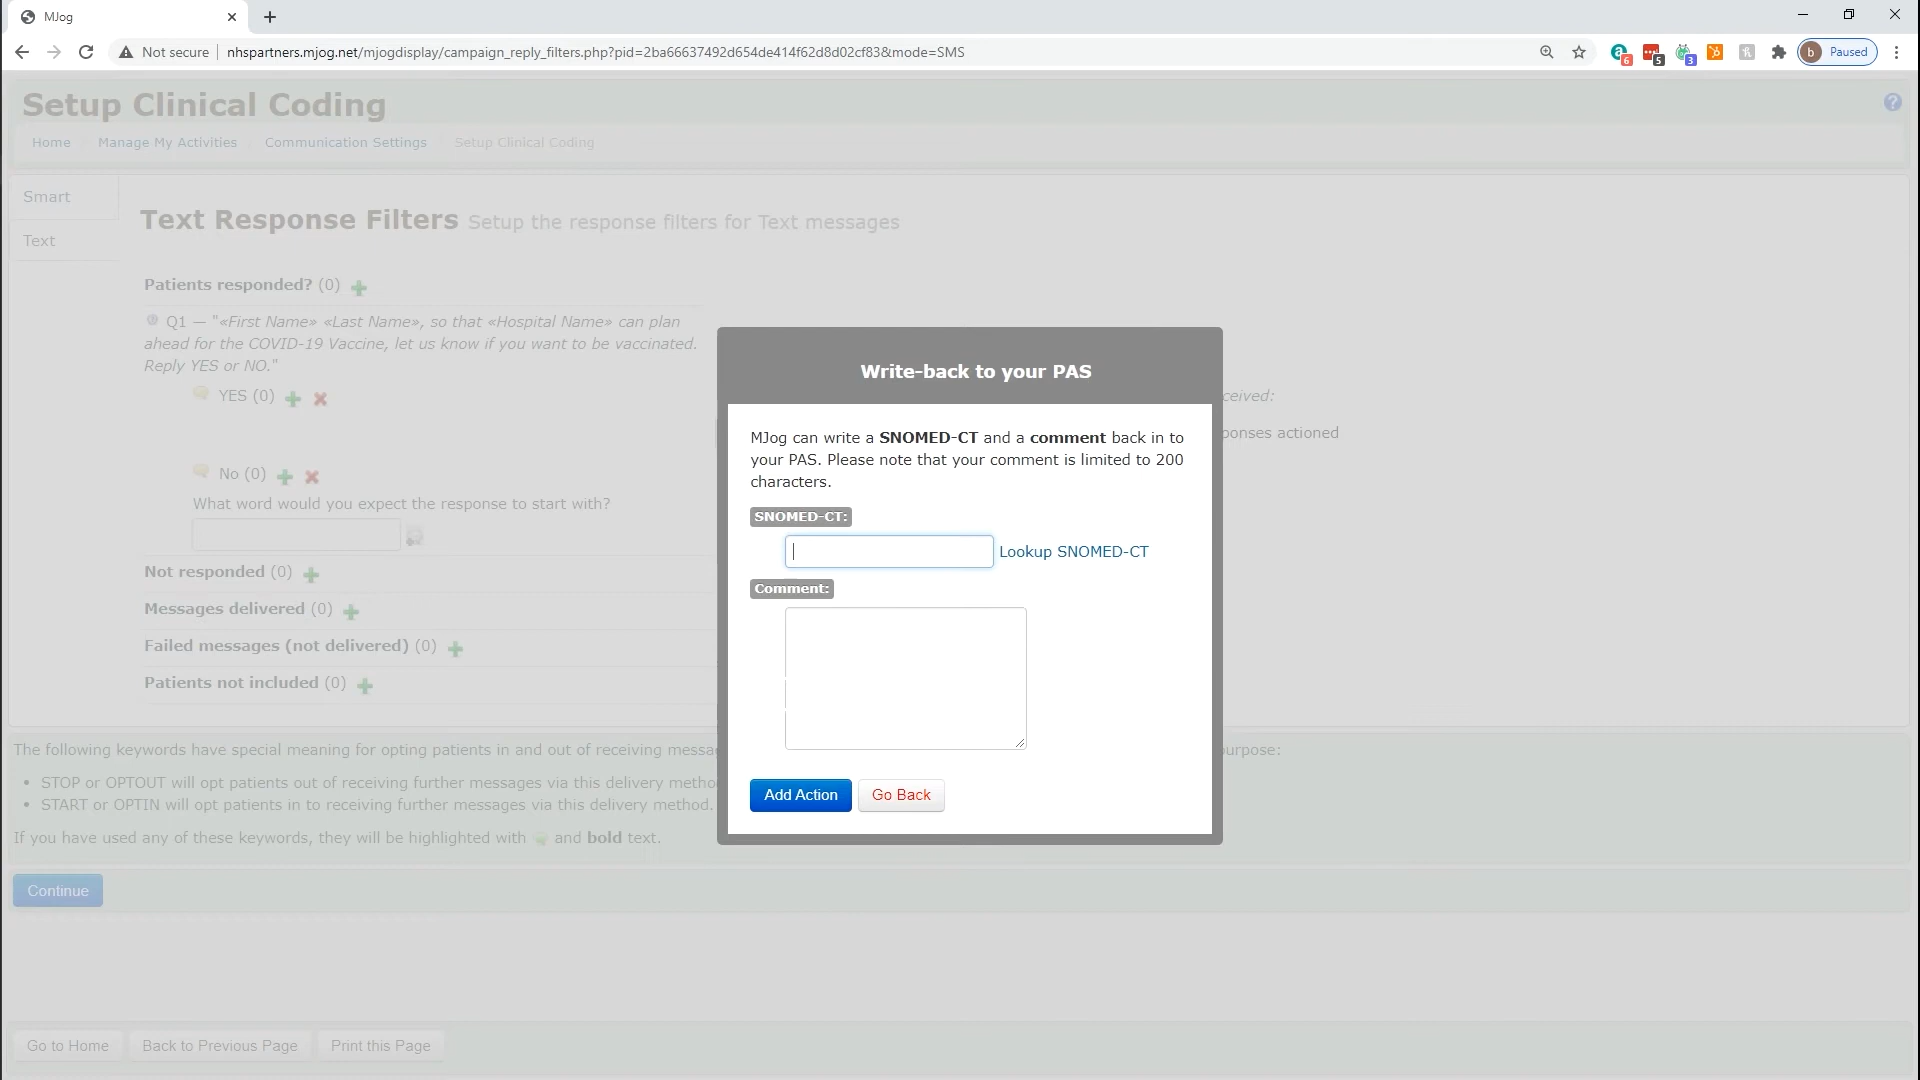 MJog
Not secure
nhspartners.mjog.net/mjogdisplay/campaign_reply_filters.php?pid=2ba66637492d654de414f62d8d02cf83&mode=SMS
6
5
3
b Paused
Setup Clinical Coding
Home Manage My Activities Communication Settings Setup Clinical Coding
Smart
Text
Text Response Filters Setup the response filters for Text messages
Patients responded? (0)
Q1 — "«First Name» «Last Name», so that «Hospital Name» can plan
ahead for the COVID-19 Vaccine, let us know if you want to be vaccinated.
Reply YES or NO."
YES (0)
ceived:
ponses actioned
No (0)
What word would you expect the response to start with?
Not responded (0)
Messages delivered (0)
Failed messages (not delivered) (0)
Patients not included (0)
Write-back to your PAS
MJog can write a SNOMED-CT and a comment back in to
your PAS. Please note that your comment is limited to 200
characters.
SNOMED-CT:
Lookup SNOMED-CT
Comment:
Add Action Go Back
The following keywords have special meaning for opting patients in and out of receiving messa
urpose:
• STOP or OPTOUT will opt patients out of receiving further messages via this delivery metho
• START or OPTIN will opt patients in to receiving further messages via this delivery method.
If you have used any of these keywords, they will be highlighted with and bold text.
Continue
Go to Home Back to Previous Page Print this Page